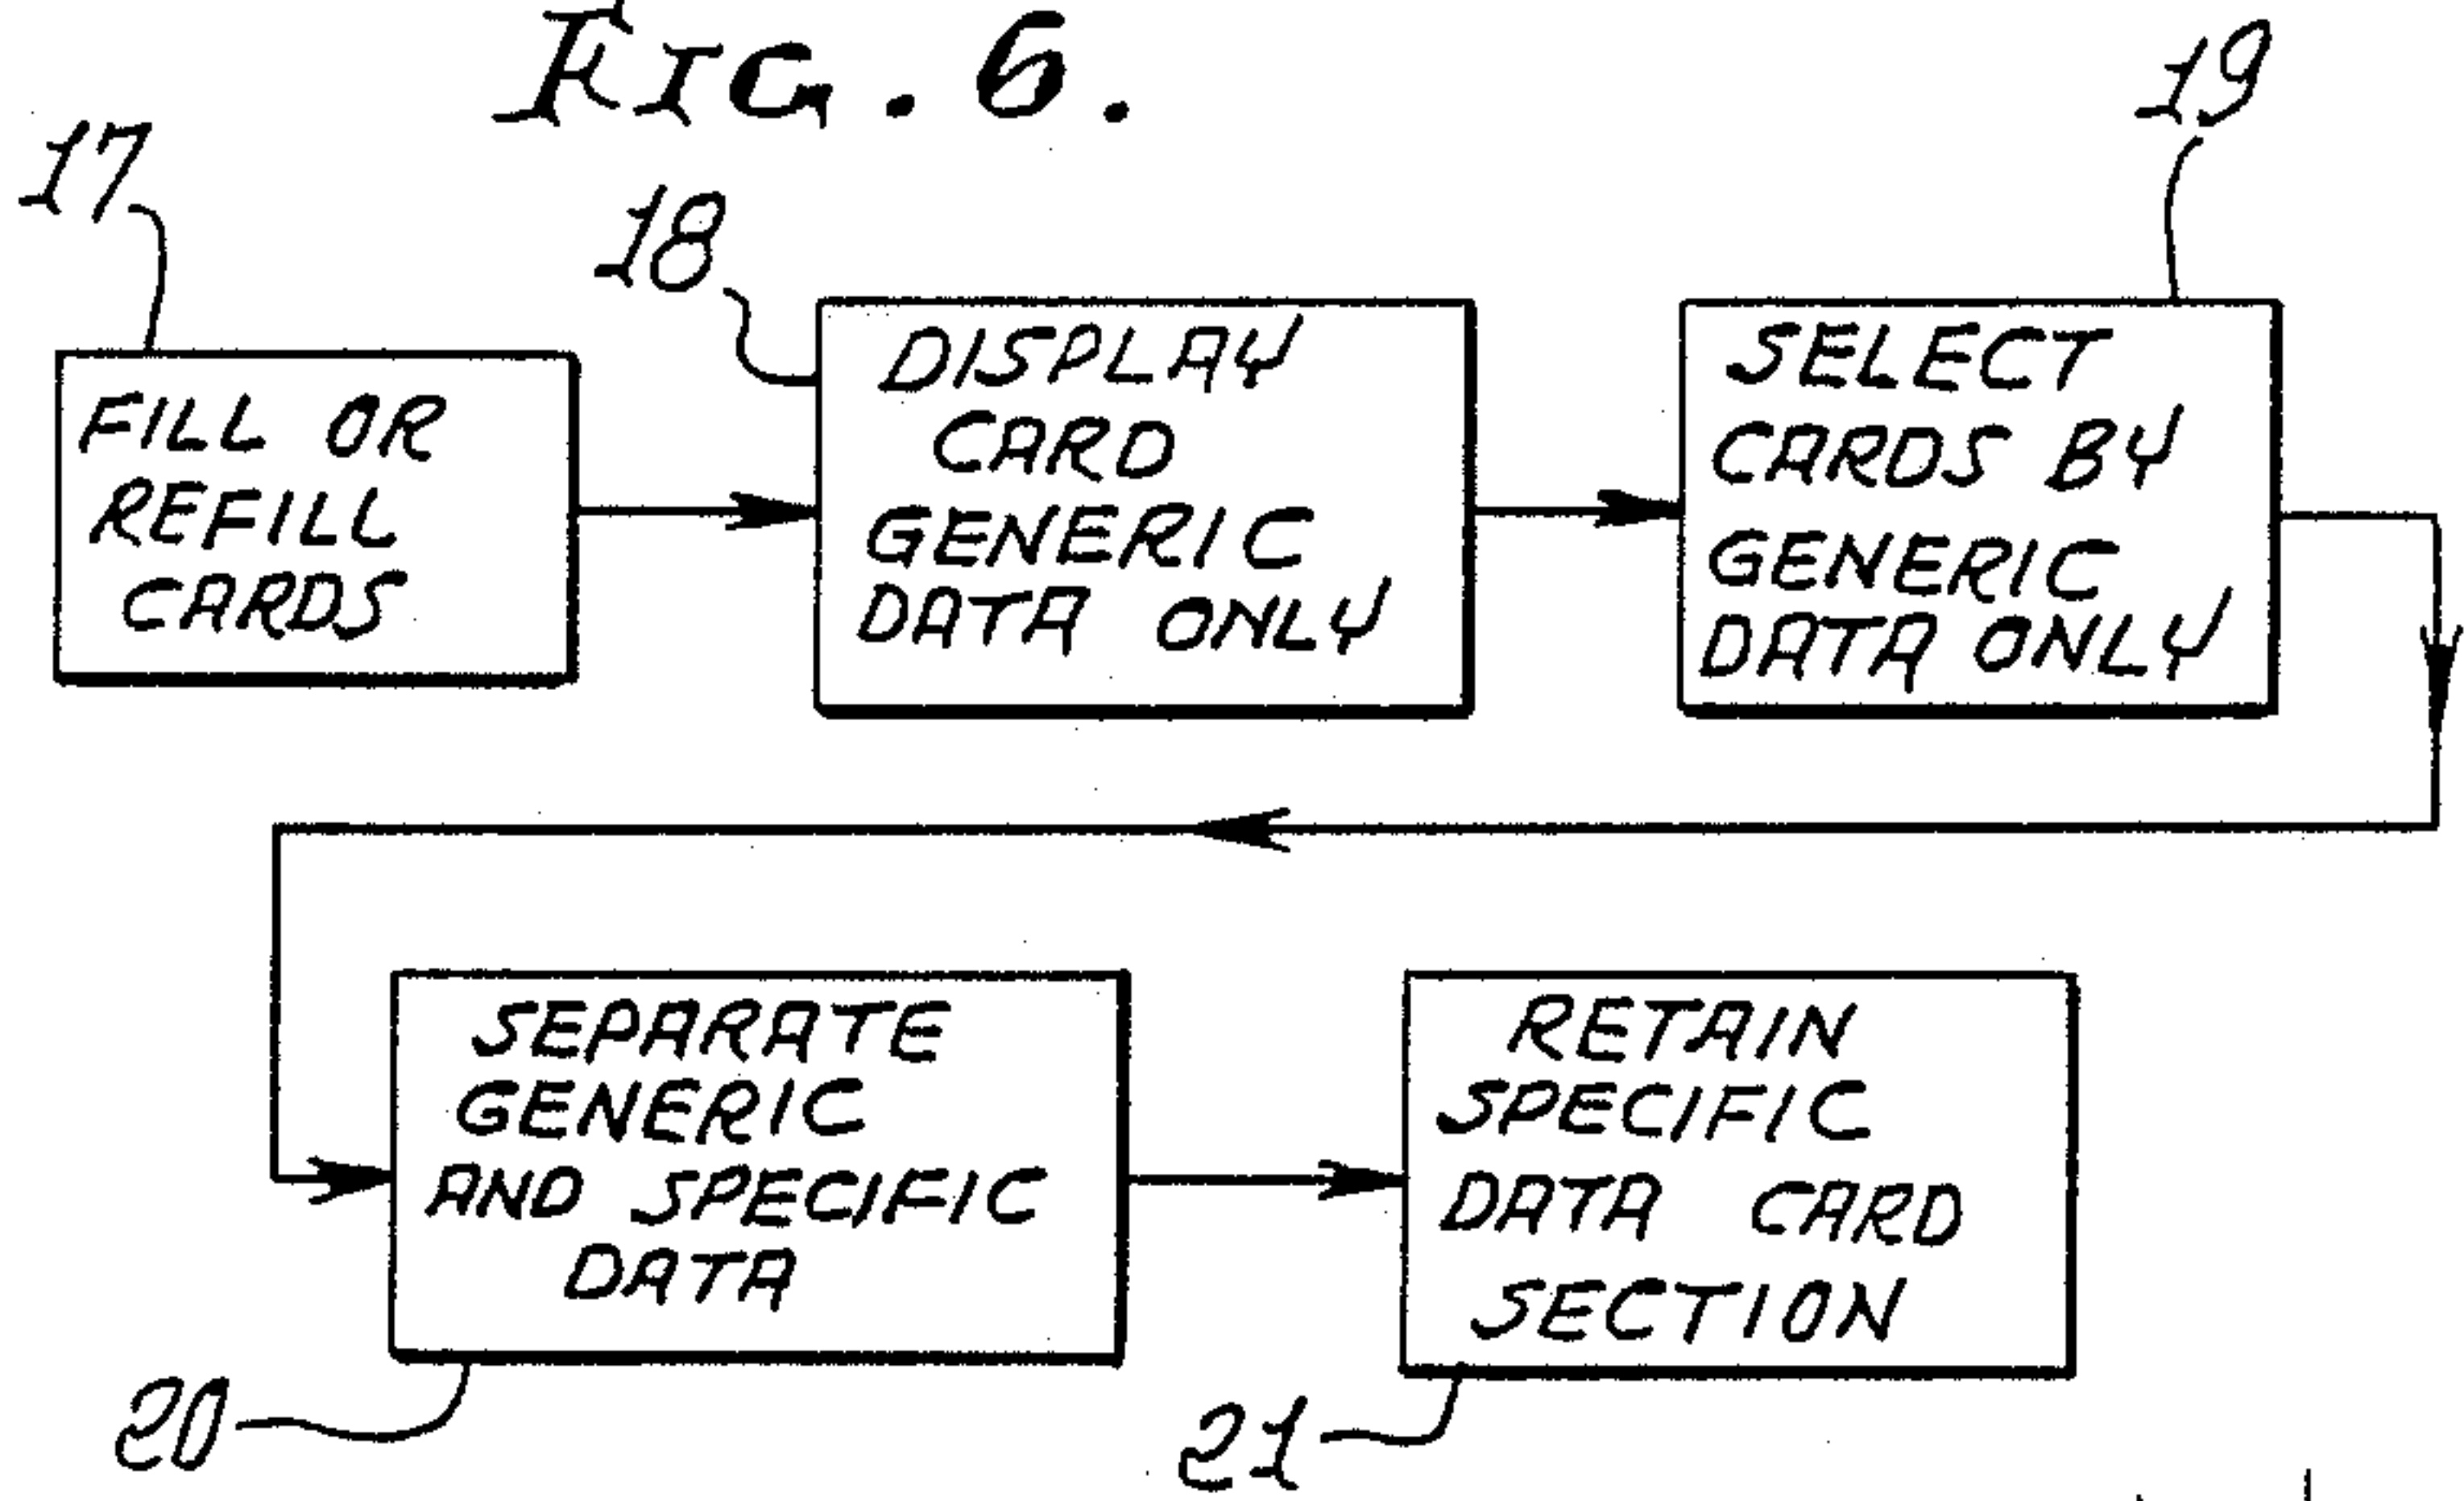 FIG. 6.
17
18
19
FILL OR
REFILL
CARDS
DISPLAY
CARD
GENERIC
DATA ONLY
SELECT
CARDS BY
GENERIC
DATA ONLY
SEPARATE
GENERIC
AND SPECIFIC
DATA
RETAIN
SPECIFIC
DATA CARD
SECTION
20
21